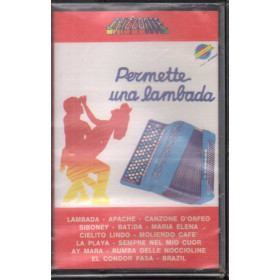 Permette
una lambada
LAMBADA - APACHE - CANZONE D'ORFEO
SIBONEY - BATIDA - MARIA ELENA
CIELITO LINDO - MOLIENDO CAFE'
LA PLAYA - SEMPRE NEL MIO CUOR
AY MARA - RUMBA DELLE NOCCIOLINE
EL CONDOR PASA - BRAZIL